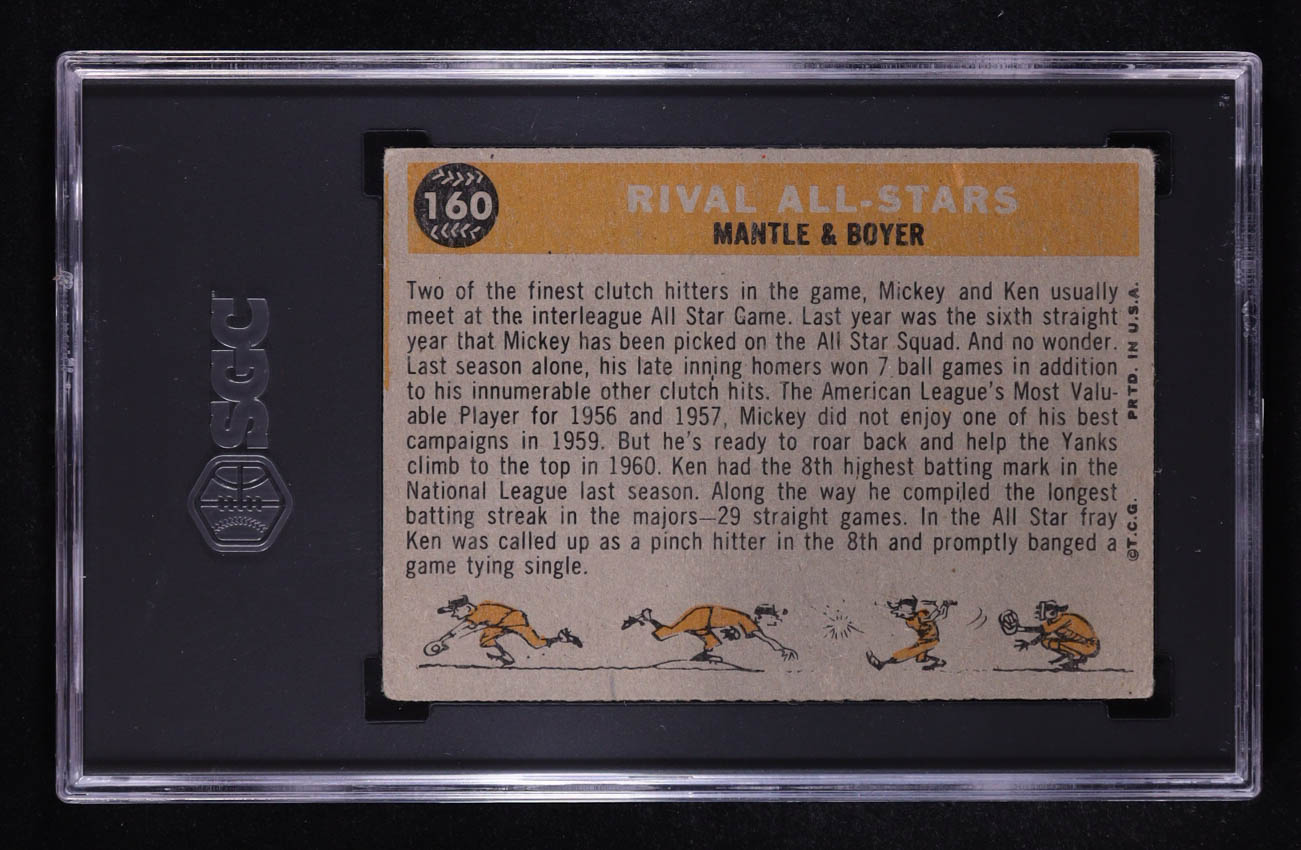 160
RIVAL ALL-STARS
MANTLE & BOYER
Two of the finest clutch hitters in the game, Mickey and Ken usually
meet at the interleague All Star Game. Last year was the sixth straight
year that Mickey has been picked on the All Star Squad. And no wonder.
Last season alone, his late inning homers won 7 ball games in addition
to his innumerable other clutch hits. The American League's Most Valu-
able Player for 1956 and 1957, Mickey did not enjoy one of his best
campaigns in 1959. But he's ready to roar back and help the Yanks
climb to the top in 1960. Ken had the 8th highest batting mark in the
National League last season. Along the way he compiled the longest
batting streak in the majors—29 straight games. In the All Star fray
Ken was called up as a pinch hitter in the 8th and promptly banged a
game tying single.
©T.C.G. PRTD. IN U.S.A.
SGC